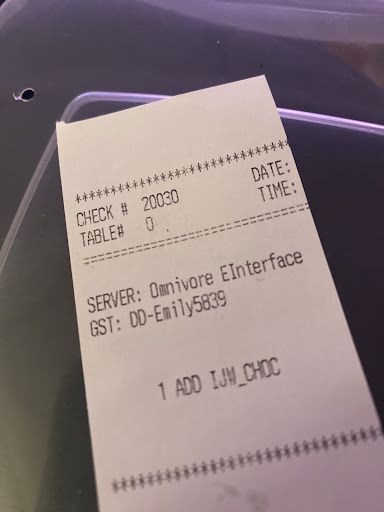 ****************************
CHECK # 20030 DATE:
TABLE# 0 TIME:
================================
SERVER: Omnivore EInterface
GST: DD-Emily5839
1 ADD IJW_CHOC
********************************